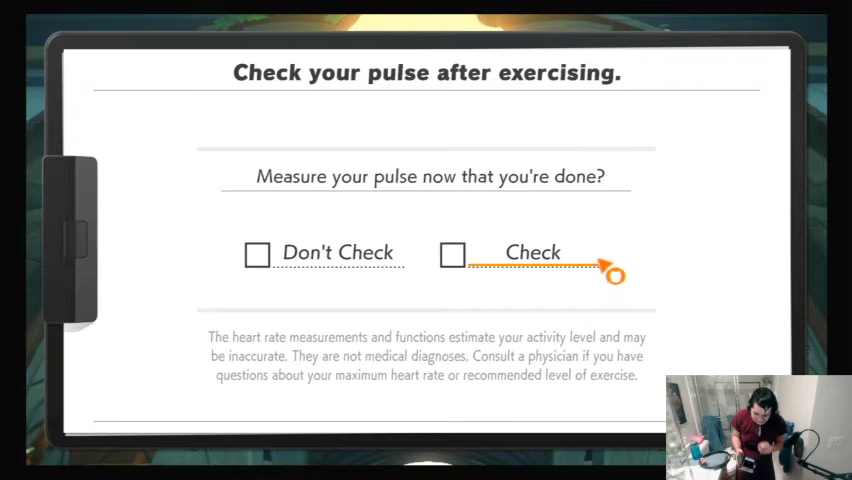 Check your pulse after exercising.
Measure your pulse now that you're done?
Don't Check
Check
The heart rate measurements and functions estimate your activity level and may
be inaccurate. They are not medical diagnoses. Consult a physician if you have
questions about your maximum heart rate or recommended level of exercise.